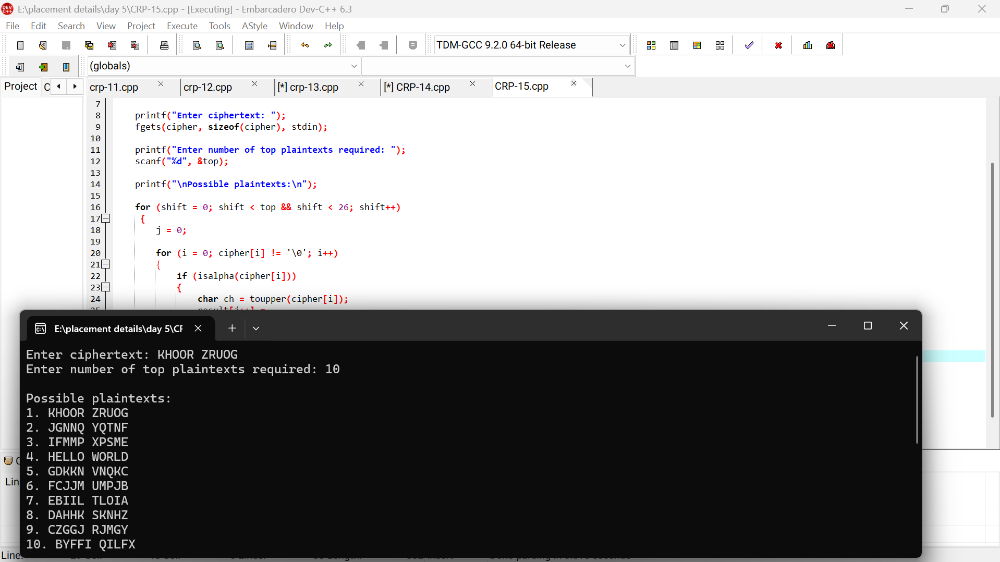 E:\placement details\day 5\CRP-15.cpp - [Executing] - Embarcadero Dev-C++ 6.3
File Edit Search View Project Execute Tools AStyle Window Help
TDM-GCC 9.2.0 64-bit Release
(globals)
Project
crp-11.cpp
crp-12.cpp
[*] crp-13.cpp
[*] CRP-14.cpp
CRP-15.cpp
7
8 printf("Enter ciphertext: ");
9 fgets(cipher, sizeof(cipher), stdin);
10
11 printf("Enter number of top plaintexts required: ");
12 scanf("%d", &top);
13
14 printf("\nPossible plaintexts:\n");
15
16 for (shift = 0; shift < top && shift < 26; shift++)
17 {
18 j = 0;
19
20 for (i = 0; cipher[i] != '\0'; i++)
21 {
22 if (isalpha(cipher[i]))
23 {
24 char ch = toupper(cipher[i]);
25 result[j++] =
E:\placement details\day 5\CF
Enter ciphertext: KHOOR ZRUOG
Enter number of top plaintexts required: 10
Possible plaintexts:
1. KHOOR ZRUOG
2. JGNNQ YQTNF
3. IFMMP XPSME
4. HELLO WORLD
5. GDKKN VNQKC
6. FCJJM UMPJB
7. EBIIL TLOIA
8. DAHHK SKNHZ
9. CZGGJ RJMGY
10. BYFFI QILFX
Lin
Line: